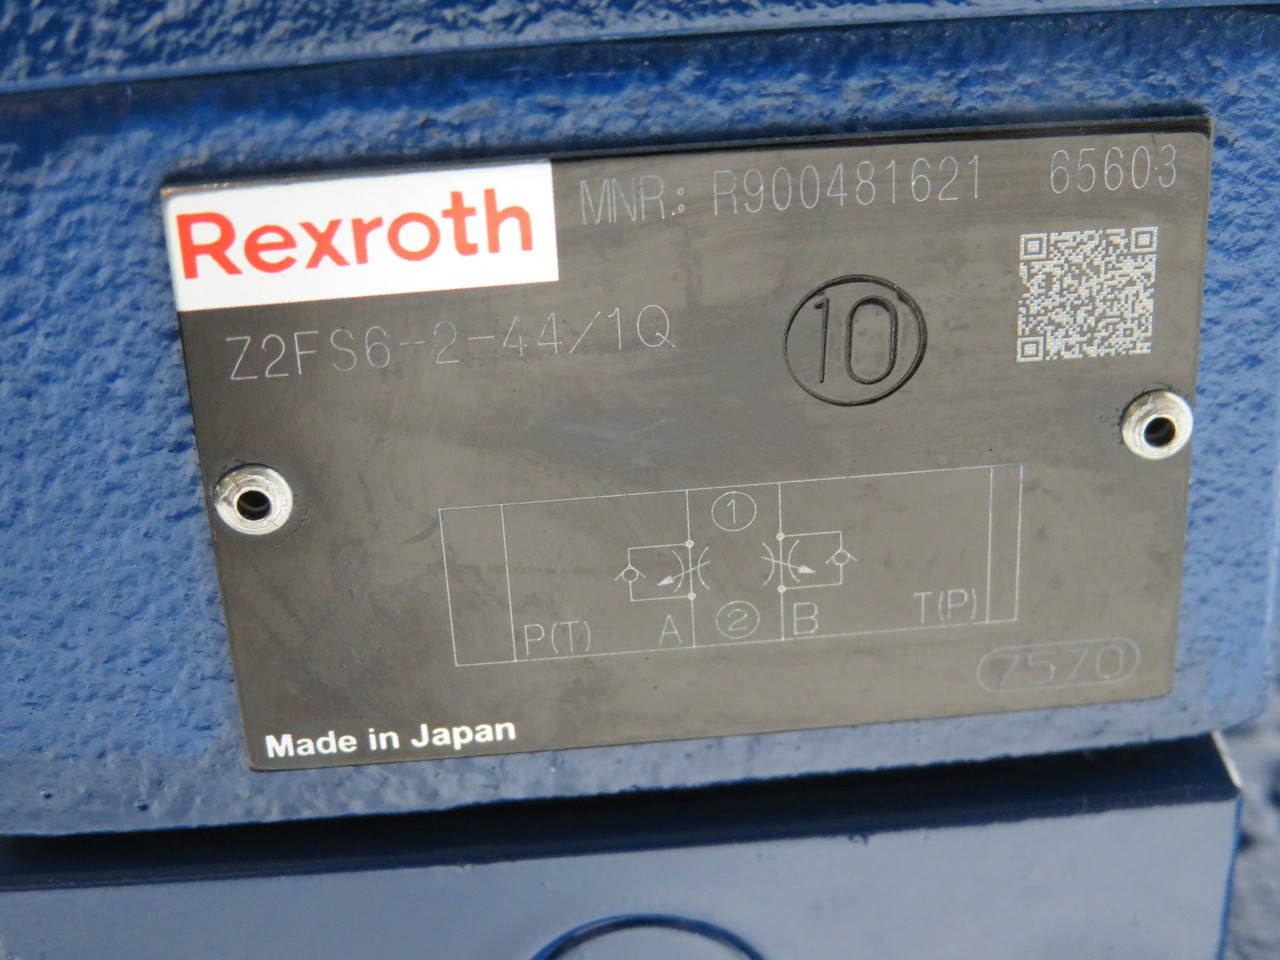 Rexroth MNR.: R900481621 65603
Z2FS6-2-44/1Q 10
1
P(T) A 2 B T(P)
7570
Made in Japan